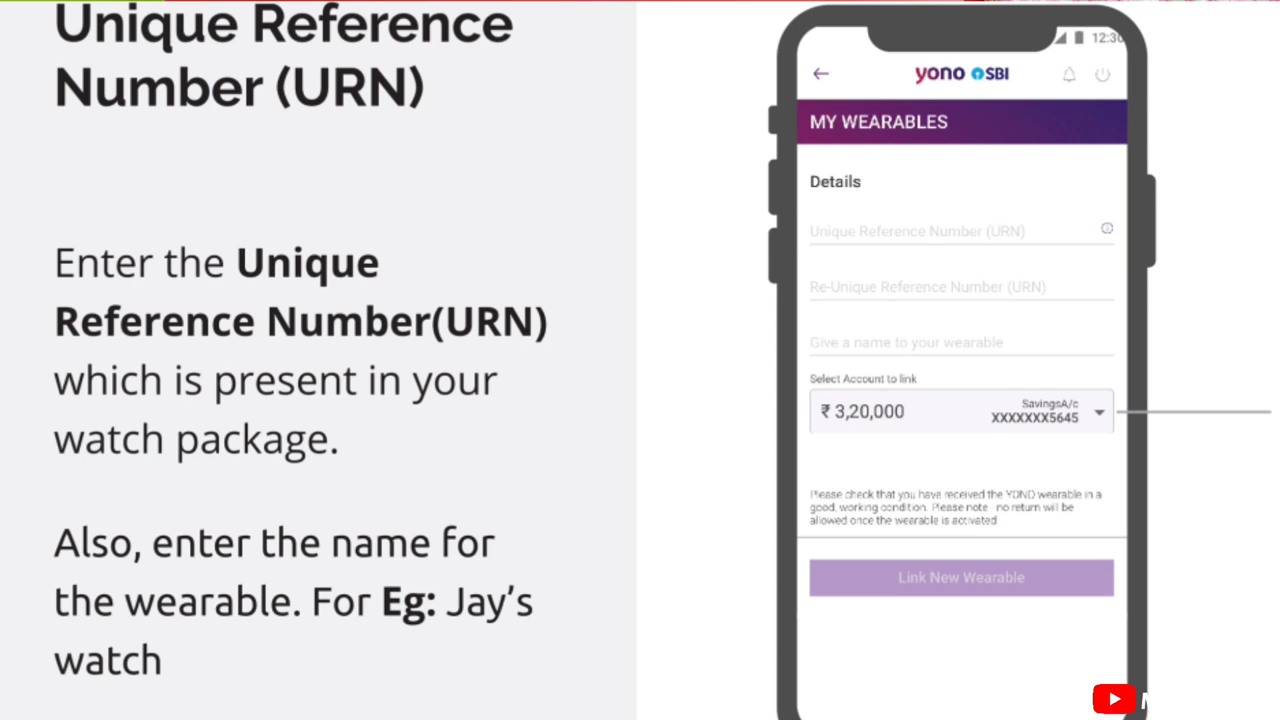 Unique Reference
Number (URN)
Enter the Unique
Reference Number(URN)
which is present in your
watch package.
Also, enter the name for
the wearable. For Eg: Jay's
watch
12:30
yono SBI
MY WEARABLES
Details
Unique Reference Number (URN)
Re-Unique Reference Number (URN)
Give a name to your wearable
Select Account to link
₹ 3,20,000
SavingsA/c
XXXXXXX5645
Please check that you have received the YONO wearable in a
good, working condition. Please note - no return will be
allowed once the wearable is activated
Link New Wearable